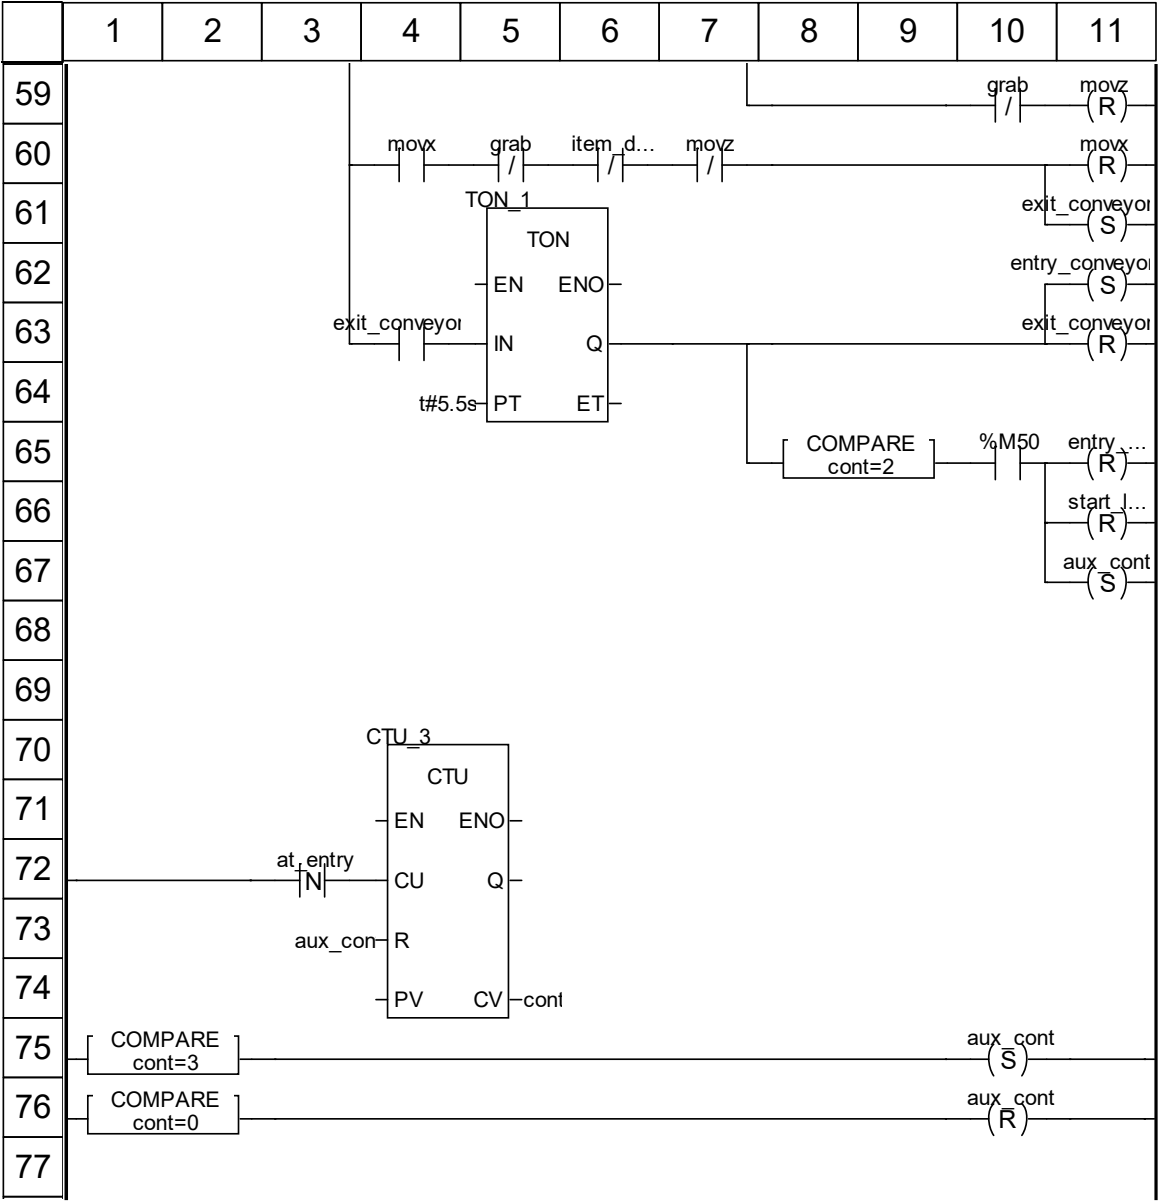 1 2 3 4 5 6 7 8 9 10 11
59 grab movz
/ R
60 movx grab item_d... movz movx
/ / / R
61 TON_1 exit_conveyor
TON S
62 EN ENO entry_conveyor
S
63 exit_conveyor IN Q exit_conveyor
R
64 t#5.5s PT ET
65 COMPARE %M50 entry_...
cont=2 R
66 start_l...
R
67 aux_cont
S
68
69
70 CTU_3
CTU
71 EN ENO
72 at_entry
N CU Q
73 aux_con R
74 PV CV cont
75 COMPARE aux_cont
cont=3 S
76 COMPARE aux_cont
cont=0 R
77